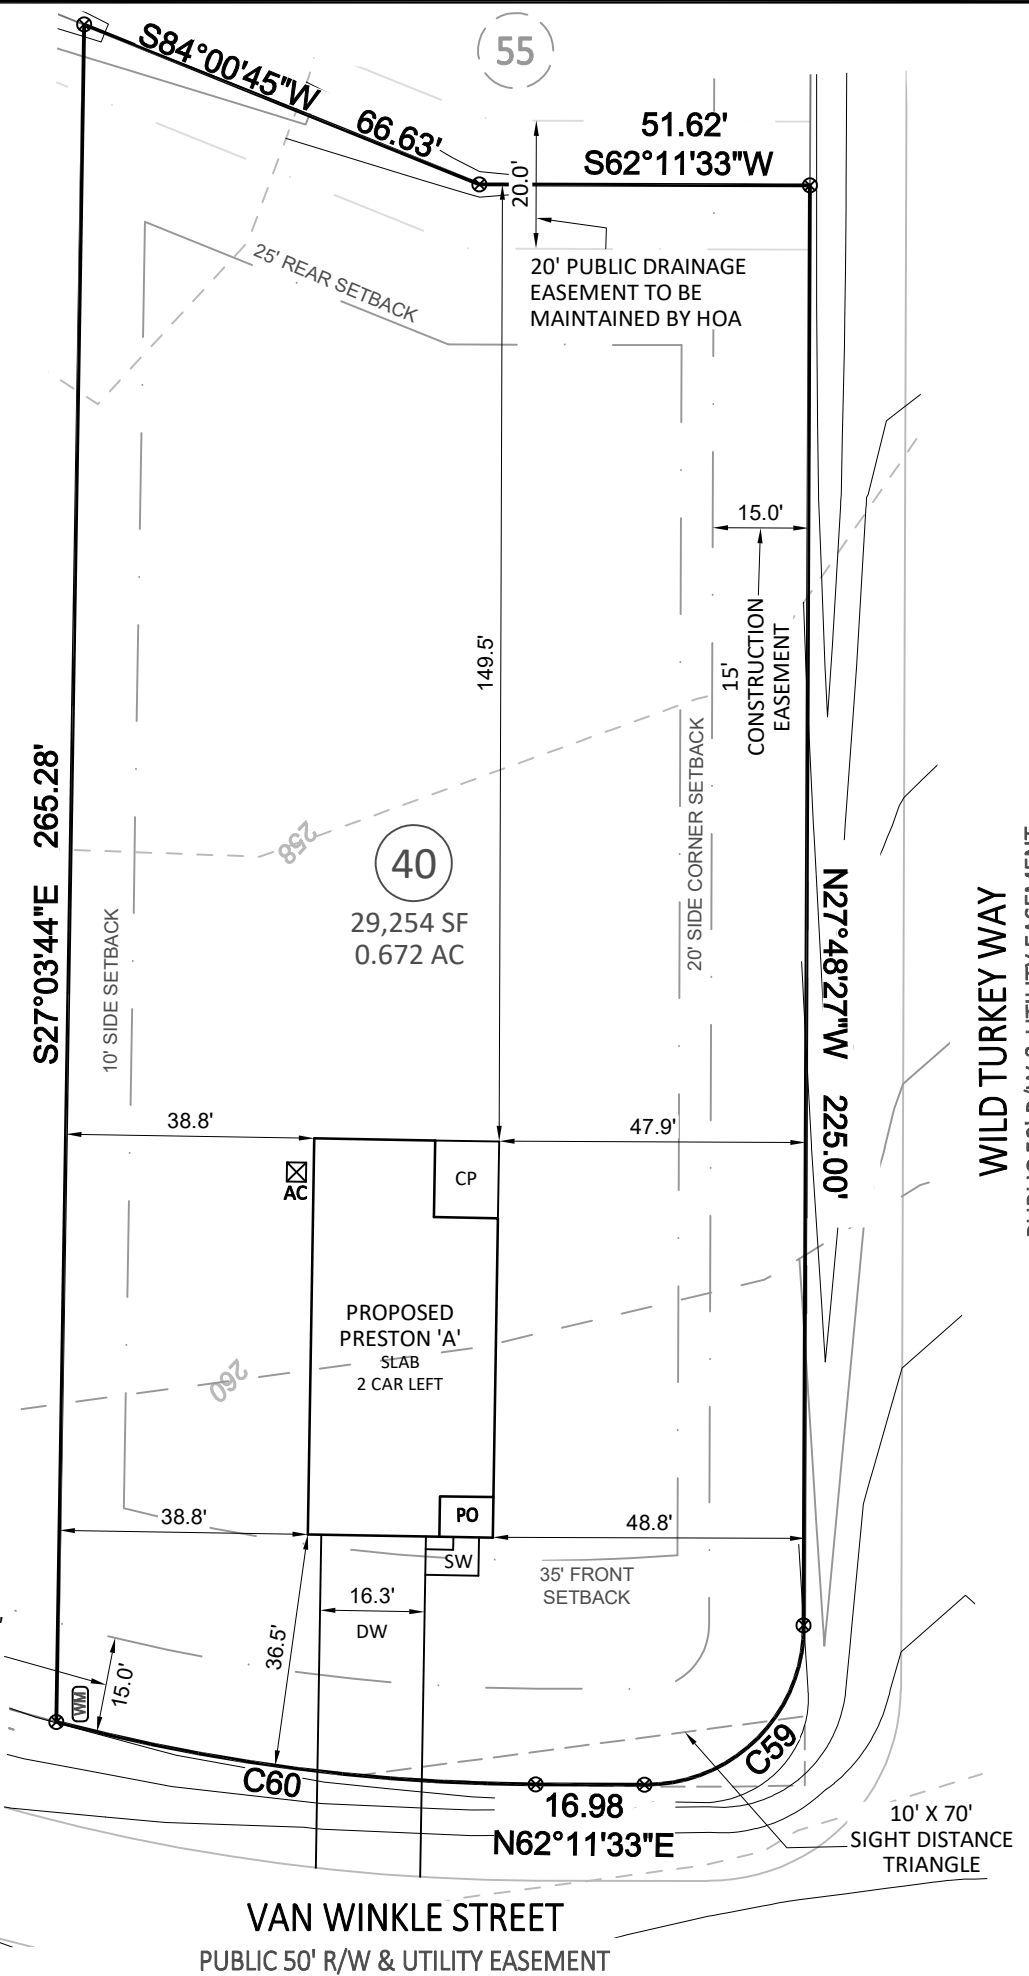 55
S84°00'45"W
66.63'
51.62'
S62°11'33"W
20.0'
20' PUBLIC DRAINAGE
EASEMENT TO BE
MAINTAINED BY HOA
25' REAR SETBACK
15.0'
15'
CONSTRUCTION
EASEMENT
149.5'
S27°03'44"E 265.28'
258
40
29,254 SF
0.672 AC
10' SIDE SETBACK
20' SIDE CORNER SETBACK
N27°48'27"W 225.00'
WILD TURKEY WAY
PUBLIC 50' R/W & UTILITY EASEMENT
38.8'
47.9'
AC
CP
PROPOSED
PRESTON 'A'
SLAB
2 CAR LEFT
260
PO
38.8'
48.8'
SW
35' FRONT
SETBACK
16.3'
DW
36.5'
15.0'
WM
C60
C59
16.98
N62°11'33"E
10' X 70'
SIGHT DISTANCE
TRIANGLE
VAN WINKLE STREET
PUBLIC 50' R/W & UTILITY EASEMENT